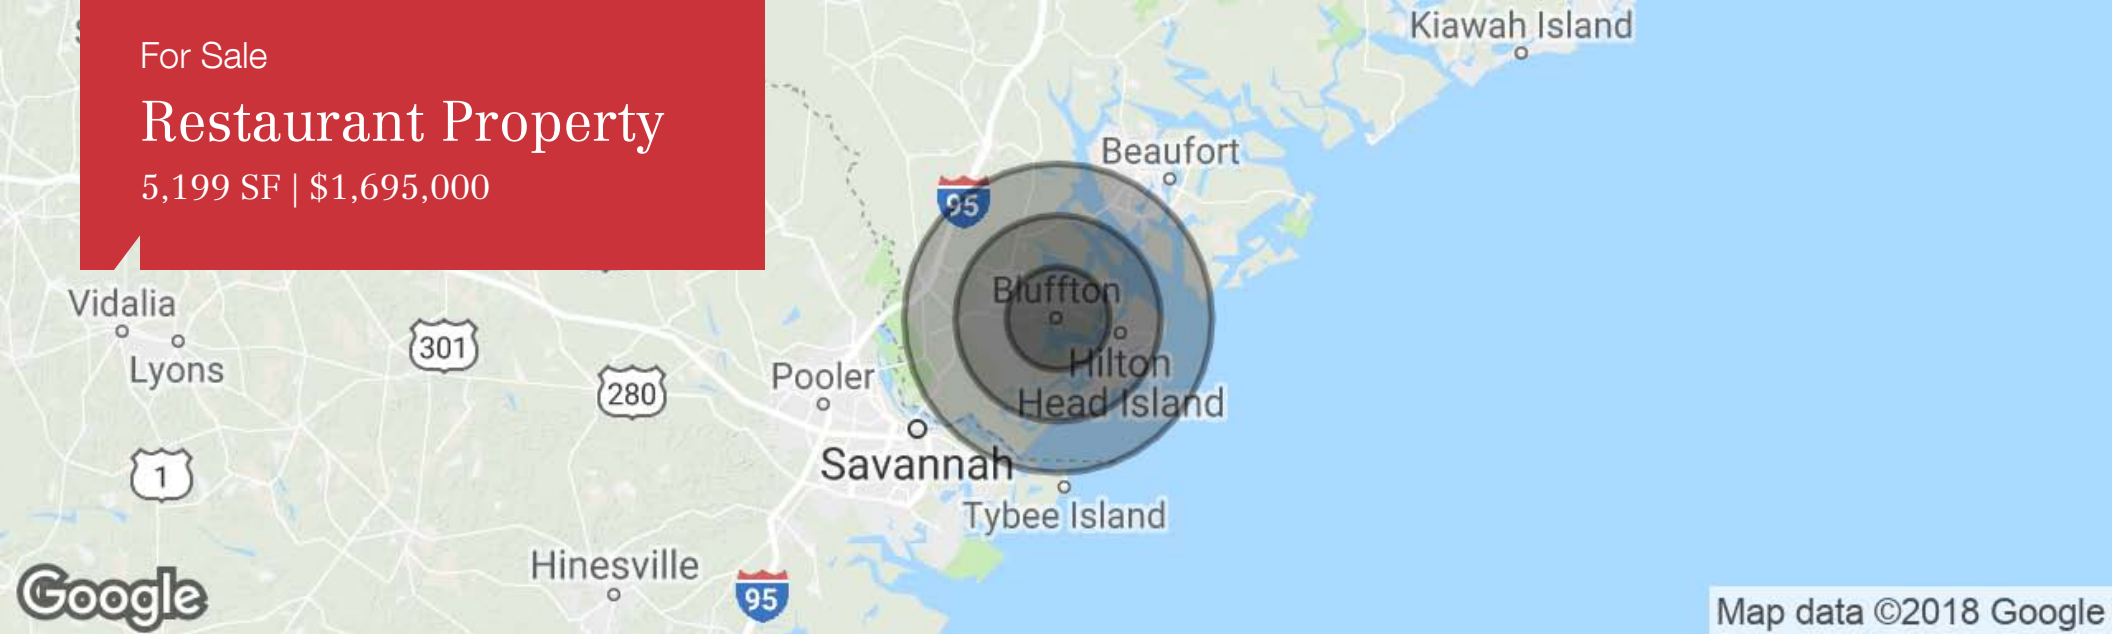 For Sale
Restaurant Property
5,199 SF | $1,695,000
Kiawah Island
Beaufort
95
Bluffton
Hilton
Head Island
Vidalia
Lyons
301
280
Pooler
1
Savannah
Tybee Island
Hinesville
95
Google
Map data ©2018 Google